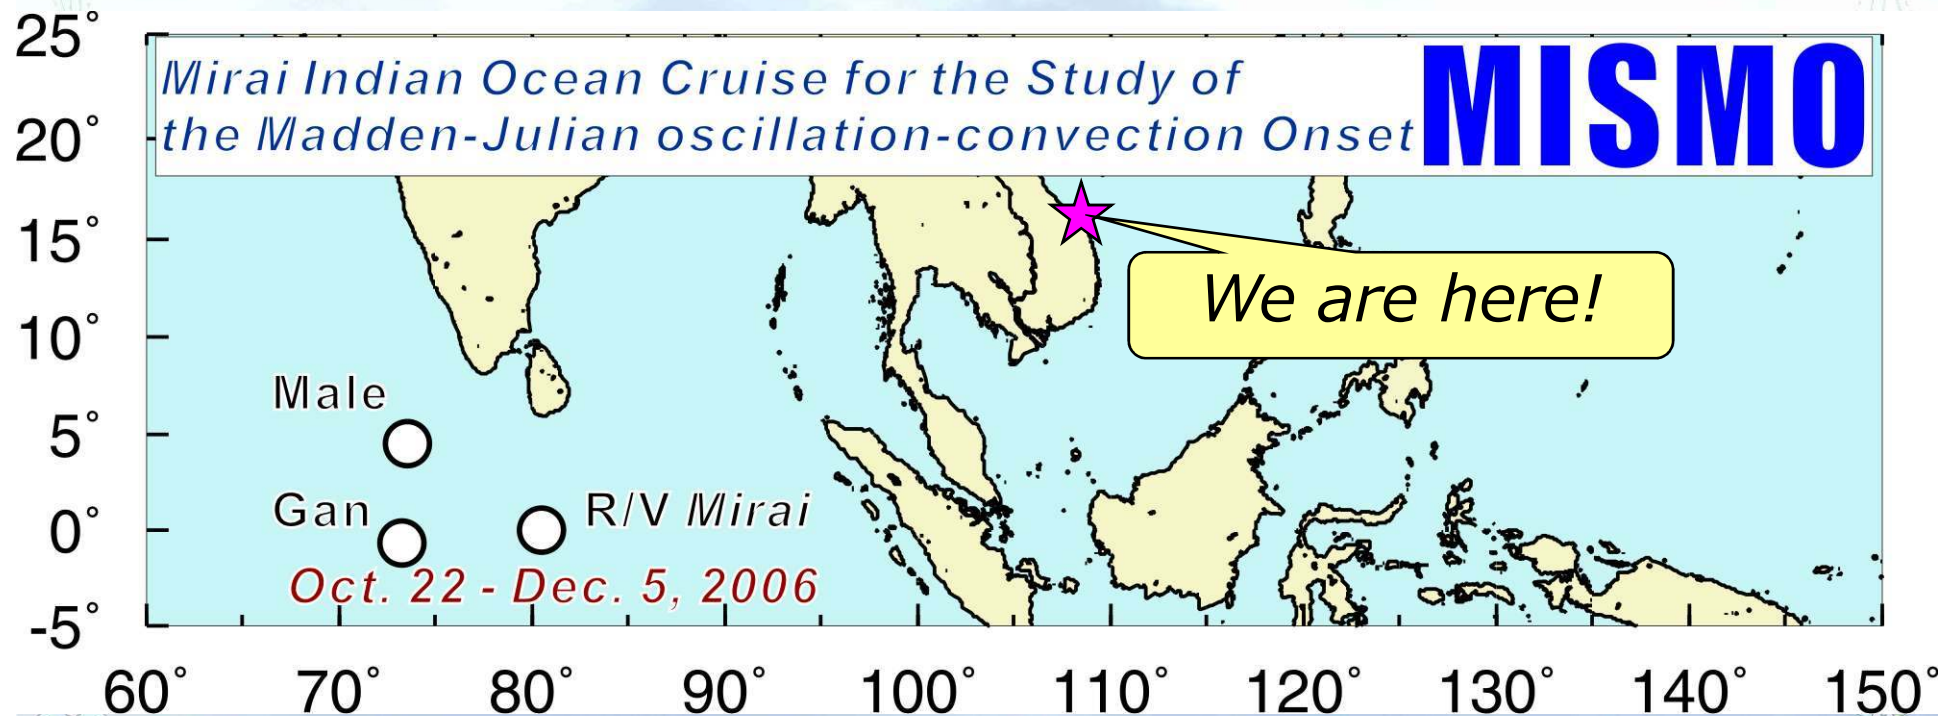 25°
Mirai Indian Ocean Cruise for the Study of
the Madden-Julian oscillation-convection Onset
MISMO
20°
15°
We are here!
10°
Male
5°
Gan
R/V Mirai
0°
Oct. 22 - Dec. 5, 2006
-5°
60° 70° 80° 90° 100° 110° 120° 130° 140° 150°